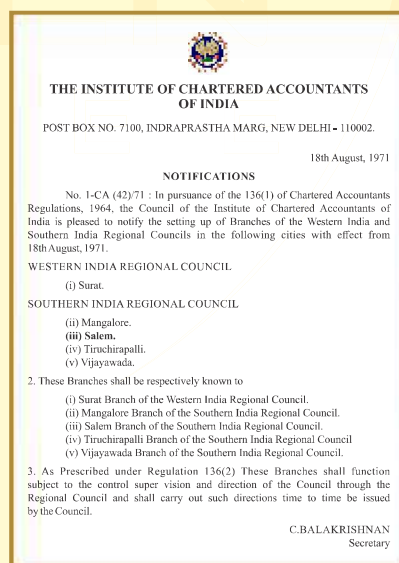 THE INSTITUTE OF CHARTERED ACCOUNTANTS
OF INDIA
POST BOX NO. 7100, INDRAPRASTHA MARG, NEW DELHI - 110002.
18th August, 1971
NOTIFICATIONS
No. 1-CA (42)/71 : In pursuance of the 136(1) of Chartered Accountants
Regulations, 1964, the Council of the Institute of Chartered Accountants of
India is pleased to notify the setting up of Branches of the Western India and
Southern India Regional Councils in the following cities with effect from
18th August, 1971.
WESTERN INDIA REGIONAL COUNCIL
(i) Surat.
SOUTHERN INDIA REGIONAL COUNCIL
(ii) Mangalore.
(iii) Salem.
(iv) Tiruchirapalli.
(v) Vijayawada.
2. These Branches shall be respectively known to
(i) Surat Branch of the Western India Regional Council.
(ii) Mangalore Branch of the Southern India Regional Council.
(iii) Salem Branch of the Southern India Regional Council.
(iv) Tiruchirapalli Branch of the Southern India Regional Council
(v) Vijayawada Branch of the Southern India Regional Council.
3. As Prescribed under Regulation 136(2) These Branches shall function
subject to the control super vision and direction of the Council through the
Regional Council and shall carry out such directions time to time be issued
by the Council.
C.BALAKRISHNAN
Secretary